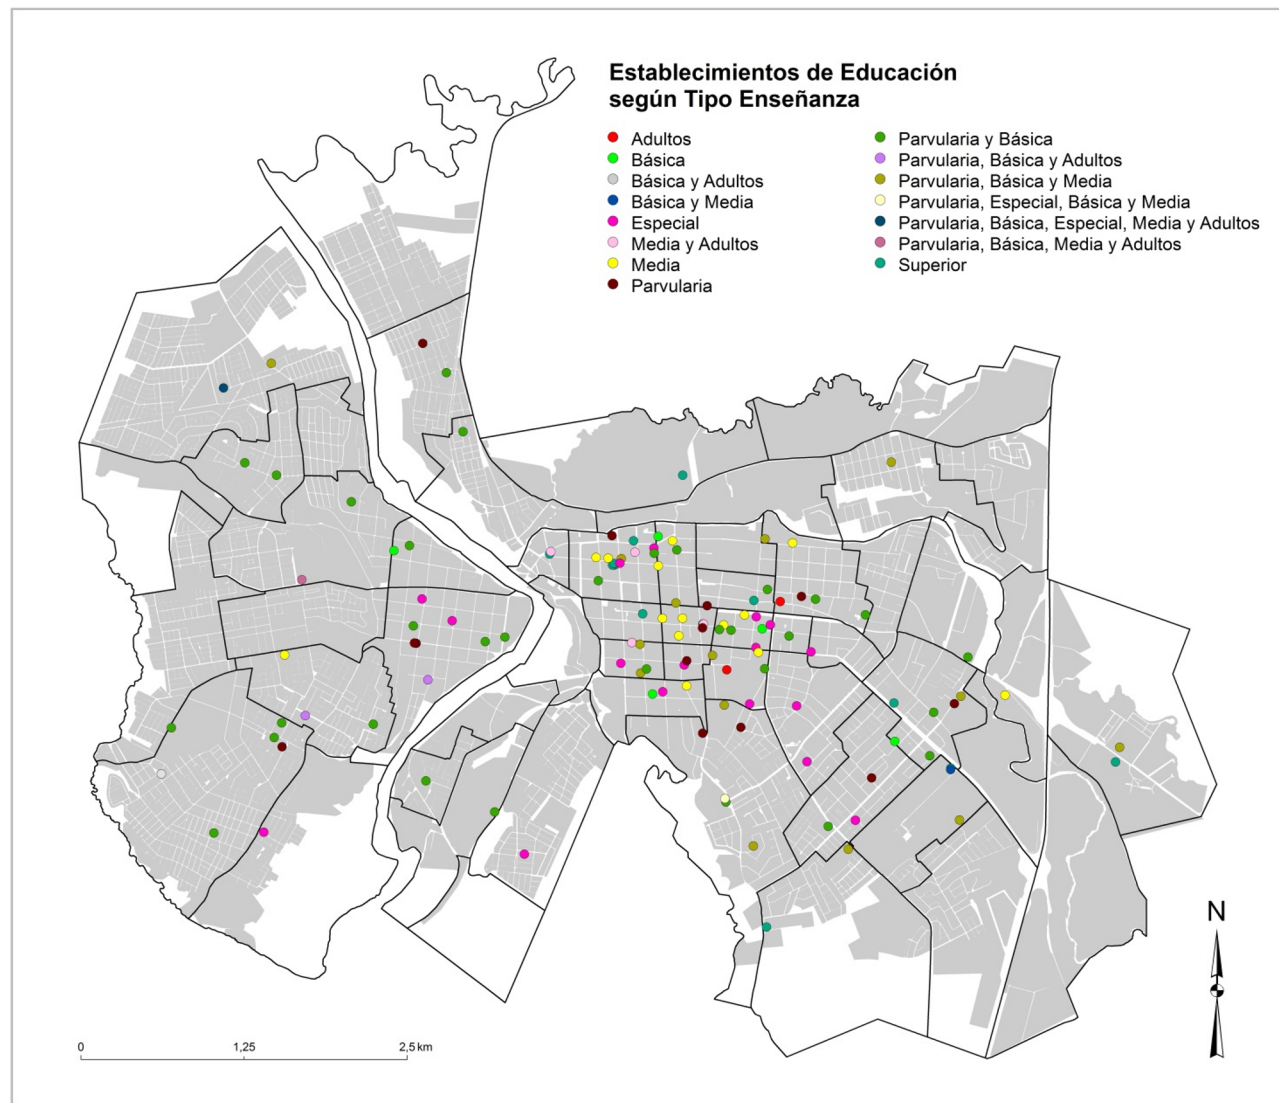 Establecimientos de Educación
según Tipo Enseñanza
Adultos
Básica
Básica y Adultos
Básica y Media
Especial
Media y Adultos
Media
Parvularia
Parvularia y Básica
Parvularia, Básica y Adultos
Parvularia, Básica y Media
Parvularia, Especial, Básica y Media
Parvularia, Básica, Especial, Media y Adultos
Parvularia, Básica, Media y Adultos
Superior
N
0 1,25 2,5 km